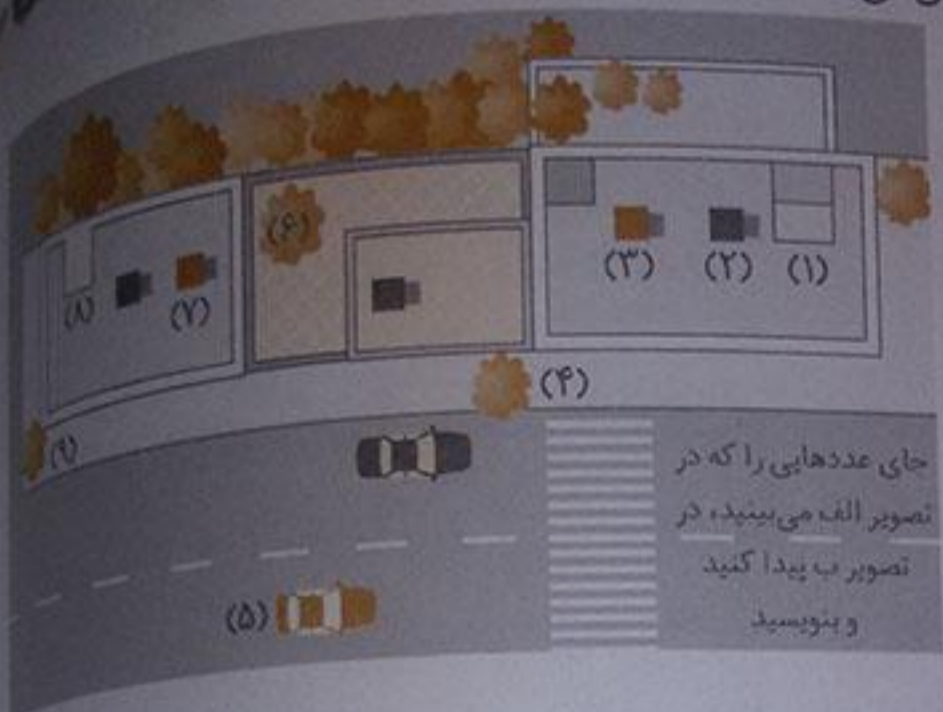 (۶)
(۳) (۲) (۱)
(۸) (۷)
(۴)
(۹)
(۵)
جای عددهایی را که در
تصویر الف می‌بینید، در
تصویر ب پیدا کنید
و بنویسید